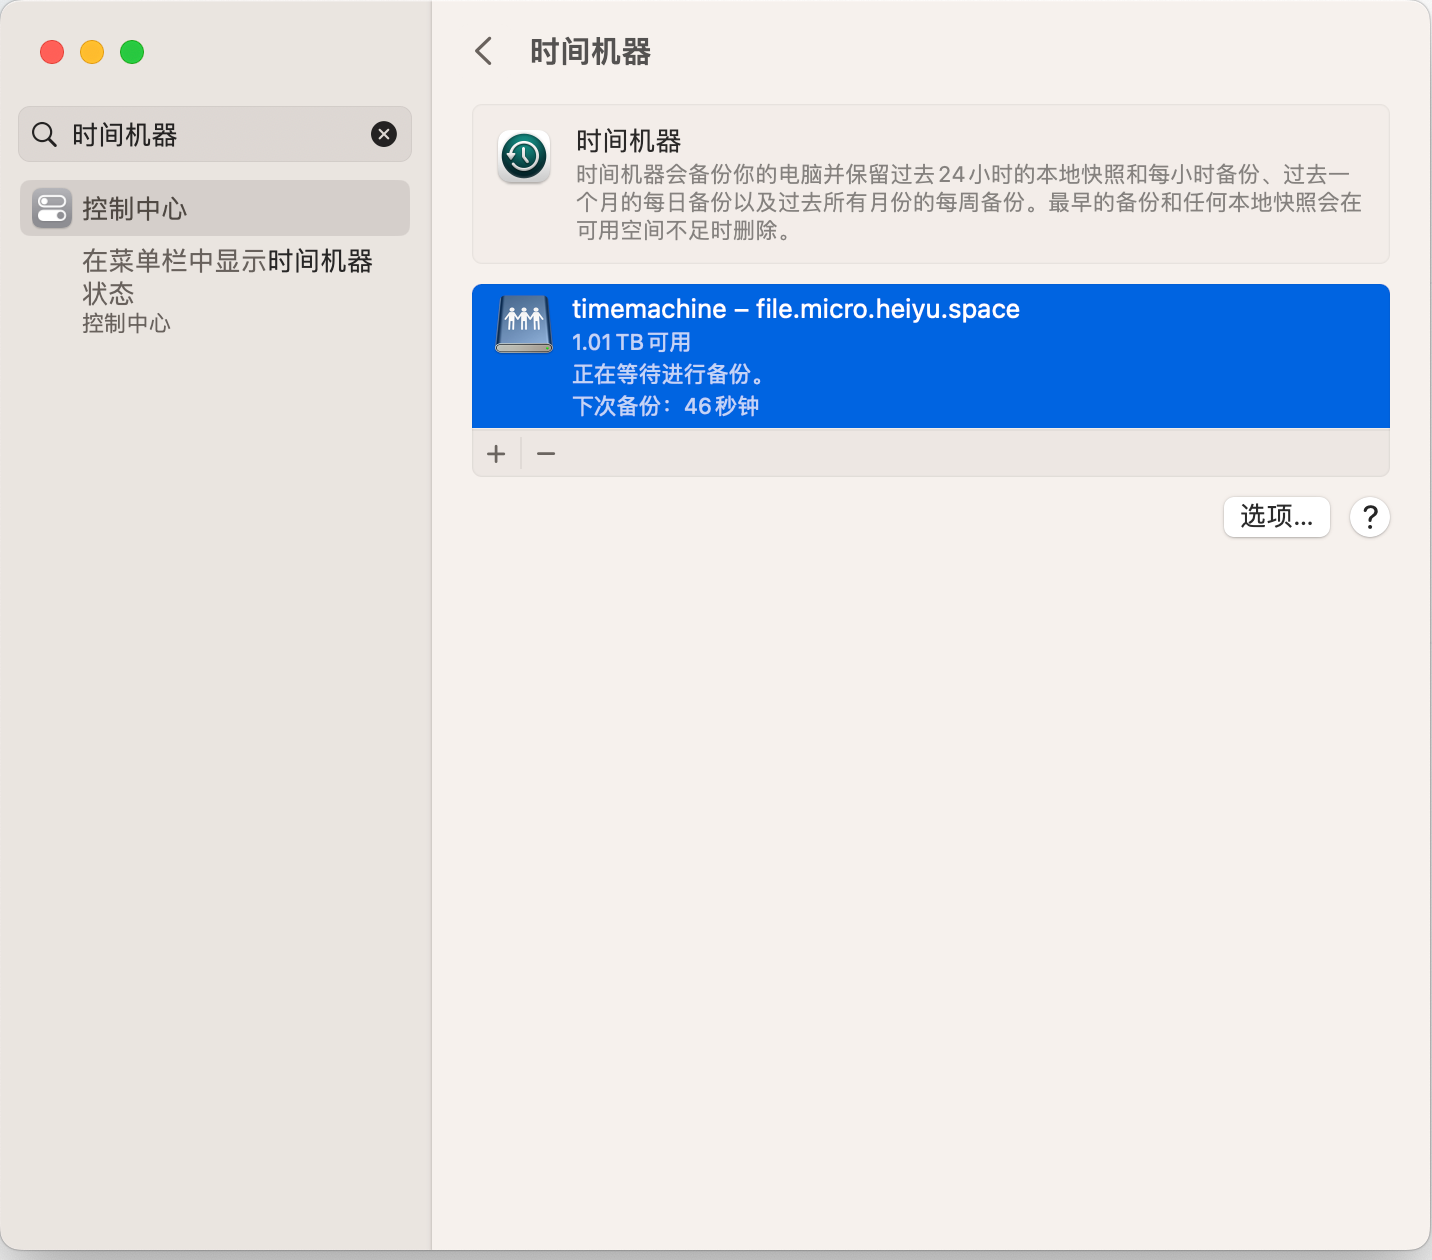 时间机器
时间机器
控制中心
在菜单栏中显示时间机器
状态
控制中心
时间机器
时间机器会备份你的电脑并保留过去24小时的本地快照和每小时备份、过去一
个月的每日备份以及过去所有月份的每周备份。最早的备份和任何本地快照会在
可用空间不足时删除。
timemachine – file.micro.heiyu.space
1.01 TB 可用
正在等待进行备份。
下次备份：46 秒钟
+ −
选项... ?